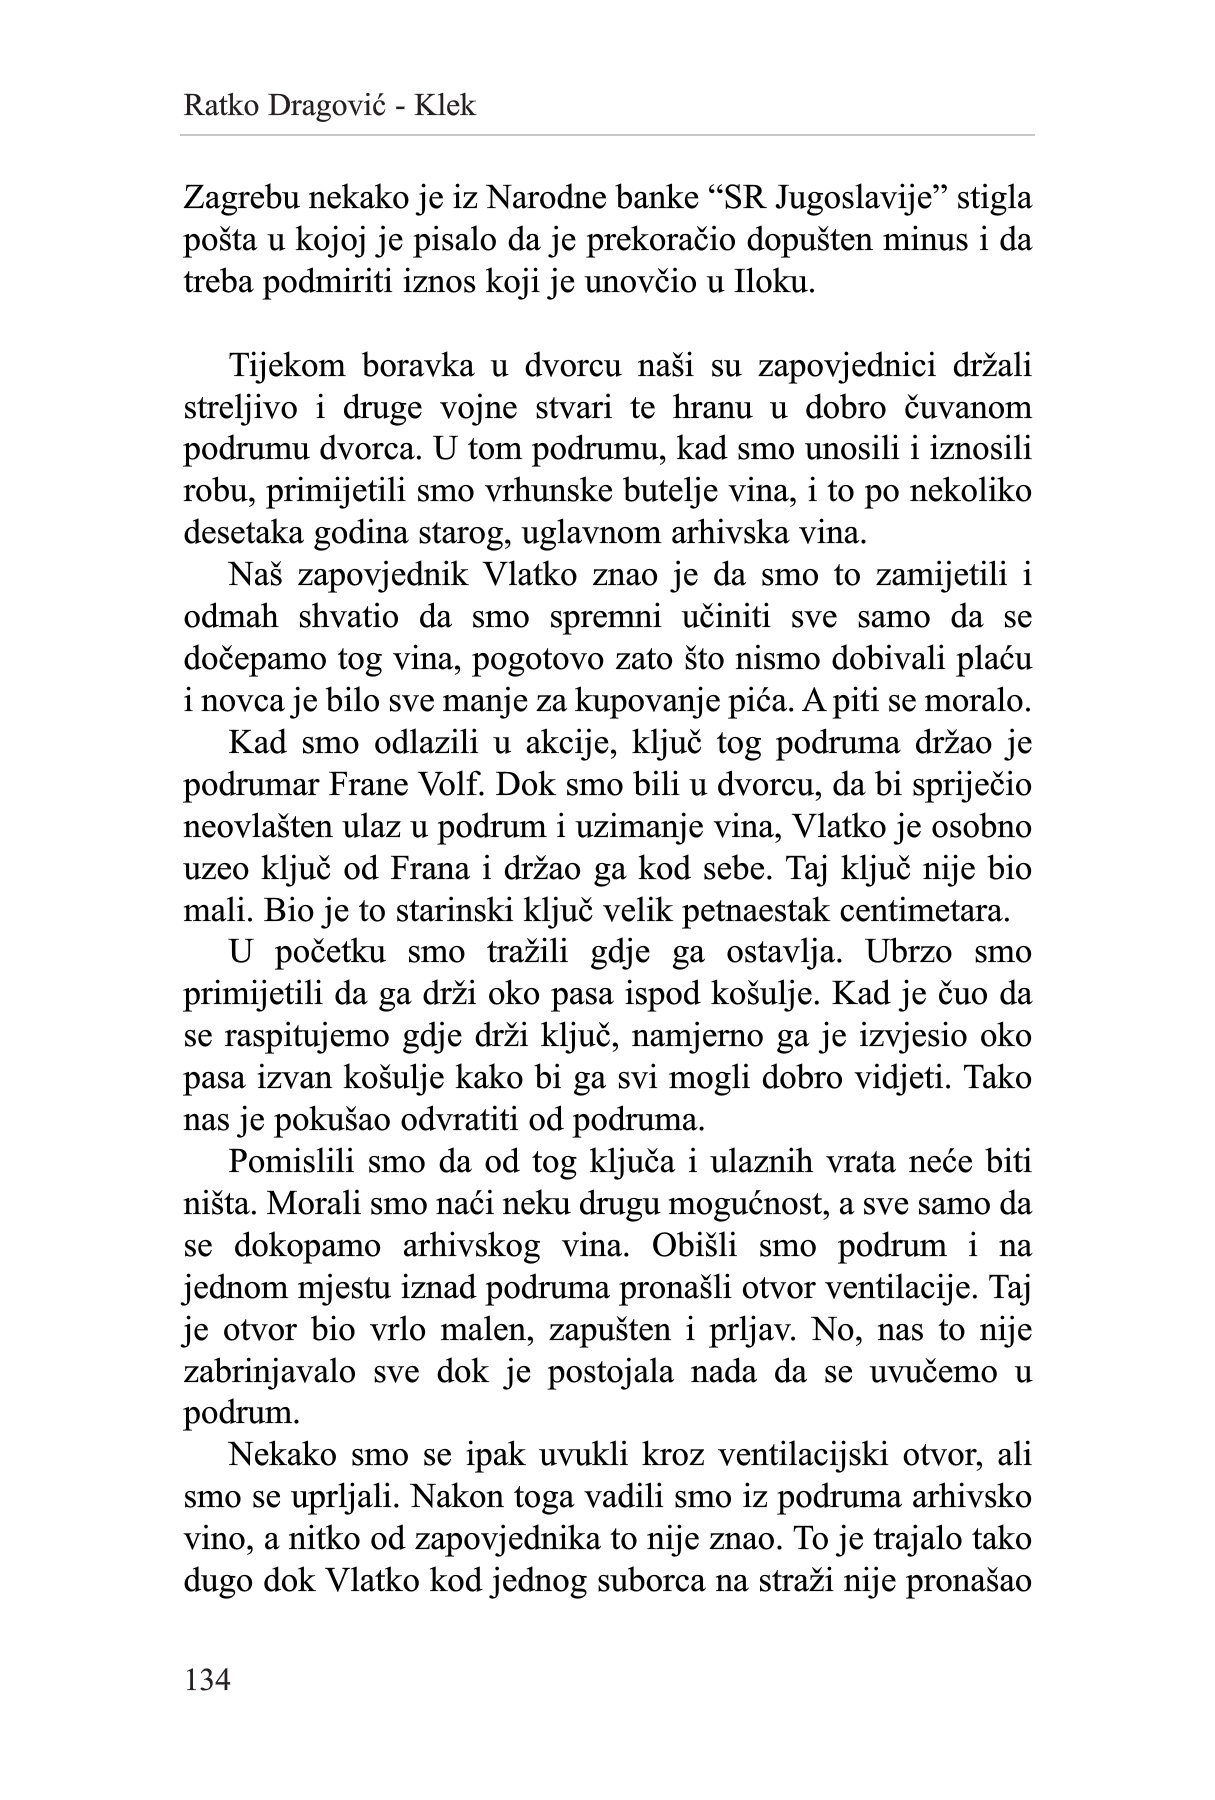 Ratko Dragović - Klek
Zagrebu nekako je iz Narodne banke “SR Jugoslavije” stigla
pošta u kojoj je pisalo da je prekoračio dopušten minus i da
treba podmiriti iznos koji je unovčio u Iloku.
Tijekom boravka u dvorcu naši su zapovjednici držali
streljivo i druge vojne stvari te hranu u dobro čuvanom
podrumu dvorca. U tom podrumu, kad smo unosili i iznosili
robu, primijetili smo vrhunske butelje vina, i to po nekoliko
desetaka godina starog, uglavnom arhivska vina.
Naš zapovjednik Vlatko znao je da smo to zamijetili i
odmah shvatio da smo spremni učiniti sve samo da se
dočepamo tog vina, pogotovo zato što nismo dobivali plaću
i novca je bilo sve manje za kupovanje pića. A piti se moralo.
Kad smo odlazili u akcije, ključ tog podruma držao je
podrumar Frane Volf. Dok smo bili u dvorcu, da bi spriječio
neovlašten ulaz u podrum i uzimanje vina, Vlatko je osobno
uzeo ključ od Frana i držao ga kod sebe. Taj ključ nije bio
mali. Bio je to starinski ključ velik petnaestak centimetara.
U početku smo tražili gdje ga ostavlja. Ubrzo smo
primijetili da ga drži oko pasa ispod košulje. Kad je čuo da
se raspitujemo gdje drži ključ, namjerno ga je izvjesio oko
pasa izvan košulje kako bi ga svi mogli dobro vidjeti. Tako
nas je pokušao odvratiti od podruma.
Pomislili smo da od tog ključa i ulaznih vrata neće biti
ništa. Morali smo naći neku drugu mogućnost, a sve samo da
se dokopamo arhivskog vina. Obišli smo podrum i na
jednom mjestu iznad podruma pronašli otvor ventilacije. Taj
je otvor bio vrlo malen, zapušten i prljav. No, nas to nije
zabrinjavalo sve dok je postojala nada da se uvučemo u
podrum.
Nekako smo se ipak uvukli kroz ventilacijski otvor, ali
smo se uprljali. Nakon toga vadili smo iz podruma arhivsko
vino, a nitko od zapovjednika to nije znao. To je trajalo tako
dugo dok Vlatko kod jednog suborca na straži nije pronašao
134